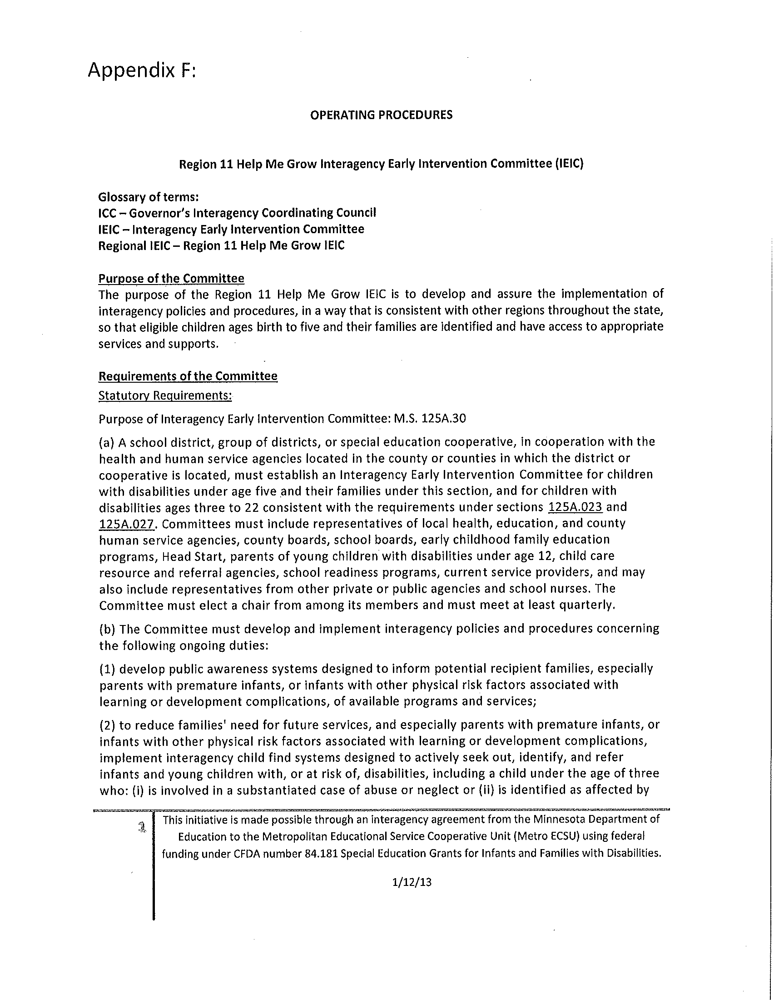 Appendix F:
OPERATING PROCEDURES
Region 11 Help Me Grow Interagency Early Intervention Committee (IEIC)
Glossary of terms:
ICC – Governor's Interagency Coordinating Council
IEIC – Interagency Early Intervention Committee
Regional IEIC – Region 11 Help Me Grow IEIC
Purpose of the Committee
The purpose of the Region 11 Help Me Grow IEIC is to develop and assure the implementation of
interagency policies and procedures, in a way that is consistent with other regions throughout the state,
so that eligible children ages birth to five and their families are identified and have access to appropriate
services and supports.
Requirements of the Committee
Statutory Requirements:
Purpose of Interagency Early Intervention Committee: M.S. 125A.30
(a) A school district, group of districts, or special education cooperative, in cooperation with the
health and human service agencies located in the county or counties in which the district or
cooperative is located, must establish an Interagency Early Intervention Committee for children
with disabilities under age five and their families under this section, and for children with
disabilities ages three to 22 consistent with the requirements under sections 125A.023 and
125A.027. Committees must include representatives of local health, education, and county
human service agencies, county boards, school boards, early childhood family education
programs, Head Start, parents of young children with disabilities under age 12, child care
resource and referral agencies, school readiness programs, current service providers, and may
also include representatives from other private or public agencies and school nurses. The
Committee must elect a chair from among its members and must meet at least quarterly.
(b) The Committee must develop and implement interagency policies and procedures concerning
the following ongoing duties:
(1) develop public awareness systems designed to inform potential recipient families, especially
parents with premature infants, or infants with other physical risk factors associated with
learning or development complications, of available programs and services;
(2) to reduce families' need for future services, and especially parents with premature infants, or
infants with other physical risk factors associated with learning or development complications,
implement interagency child find systems designed to actively seek out, identify, and refer
infants and young children with, or at risk of, disabilities, including a child under the age of three
who: (i) is involved in a substantiated case of abuse or neglect or (ii) is identified as affected by
This initiative is made possible through an interagency agreement from the Minnesota Department of
Education to the Metropolitan Educational Service Cooperative Unit (Metro ECSU) using federal
funding under CFDA number 84.181 Special Education Grants for Infants and Families with Disabilities.
1/12/13